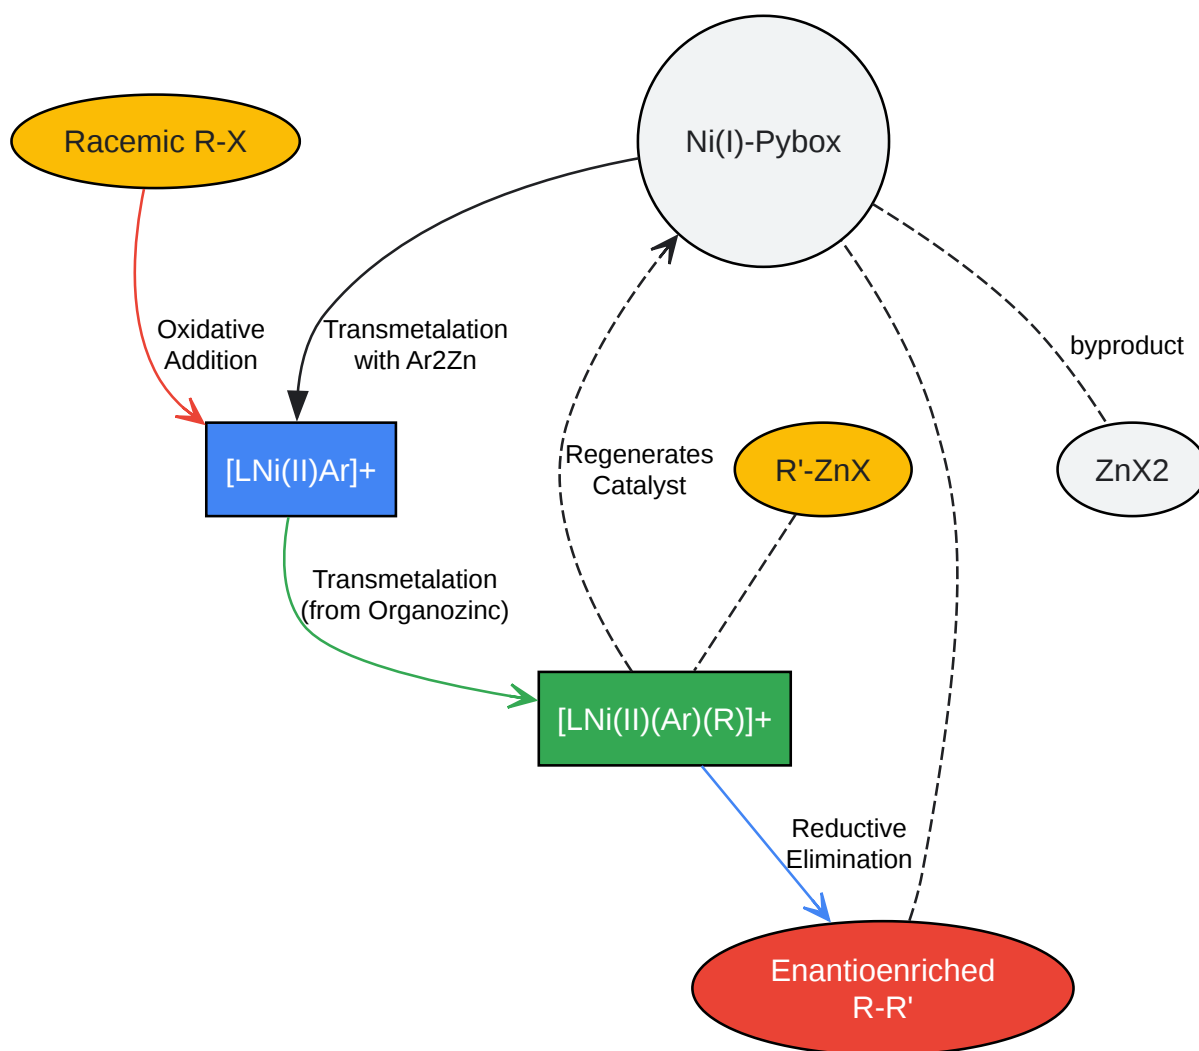 Racemic R-X
Ni(I)-Pybox
Oxidative
Addition
Transmetalation
with Ar2Zn
byproduct
[LNi(II)Ar]+
Regenerates
Catalyst
R'-ZnX
ZnX2
Transmetalation
(from Organozinc)
[LNi(II)(Ar)(R)]+
Reductive
Elimination
Enantioenriched
R-R'